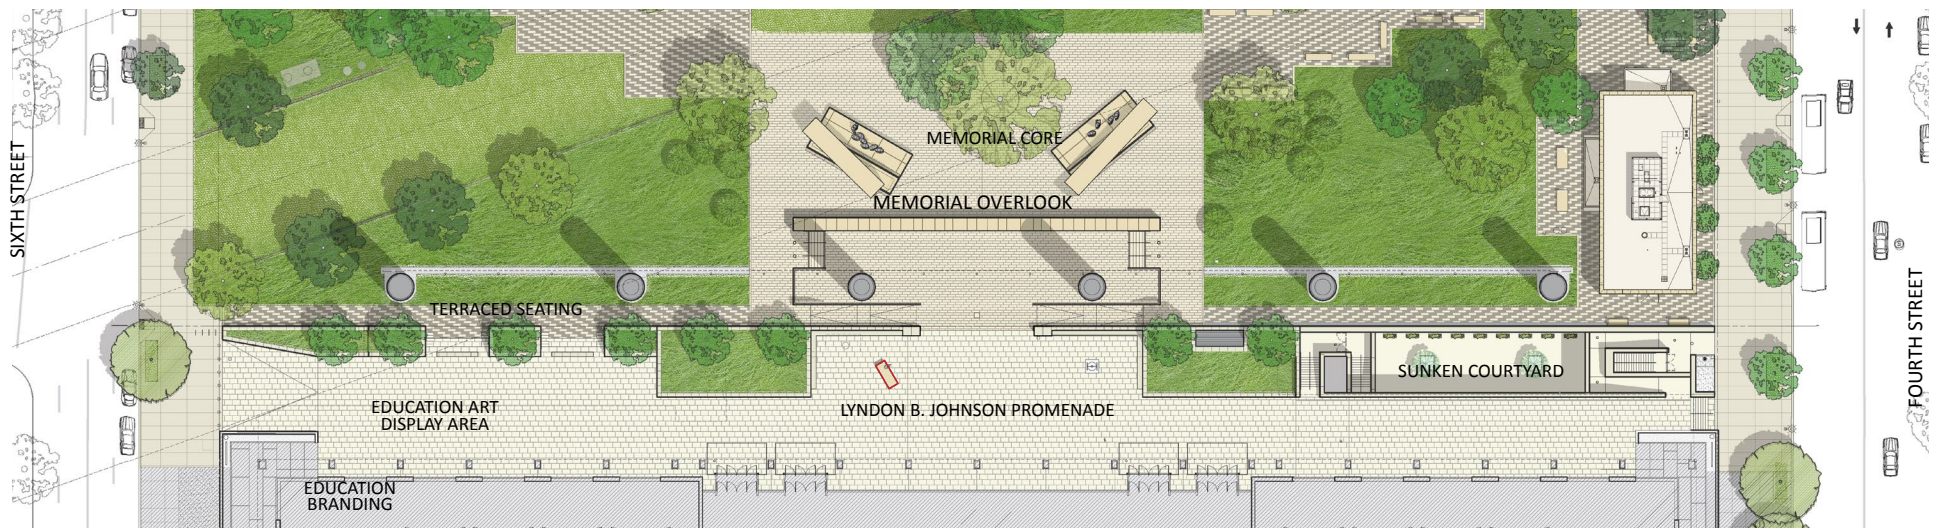 SIXTH STREET
MEMORIAL CORE
MEMORIAL OVERLOOK
TERRACED SEATING
SUNKEN COURTYARD
FOURTH STREET
EDUCATION ART
DISPLAY AREA
LYNDON B. JOHNSON PROMENADE
EDUCATION
BRANDING